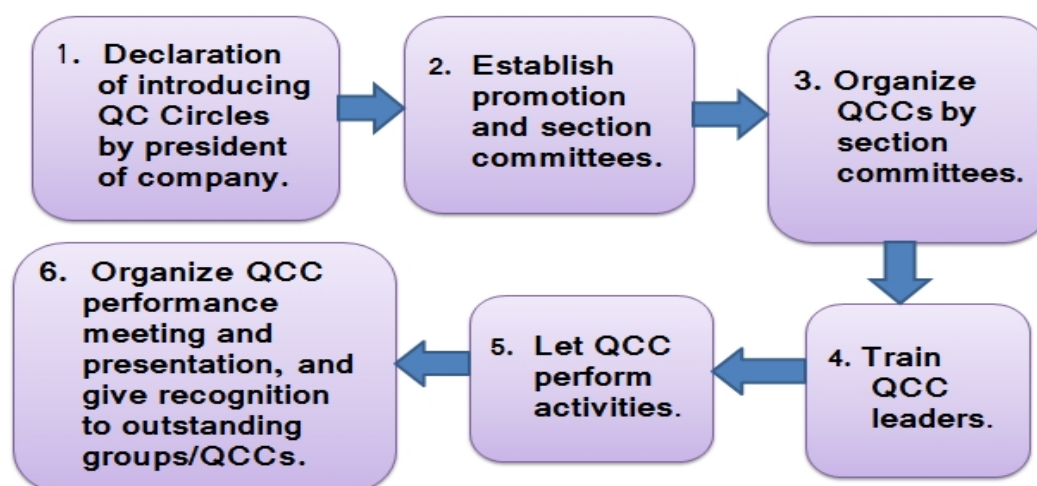 1. Declaration
of introducing
QC Circles
by president
of company.
2. Establish
promotion
and section
committees.
3. Organize
QCCs by
section
committees.
4. Train
QCC
leaders.
5. Let QCC
perform
activities.
6. Organize QCC
performance
meeting and
presentation, and
give recognition
to outstanding
groups/QCCs.